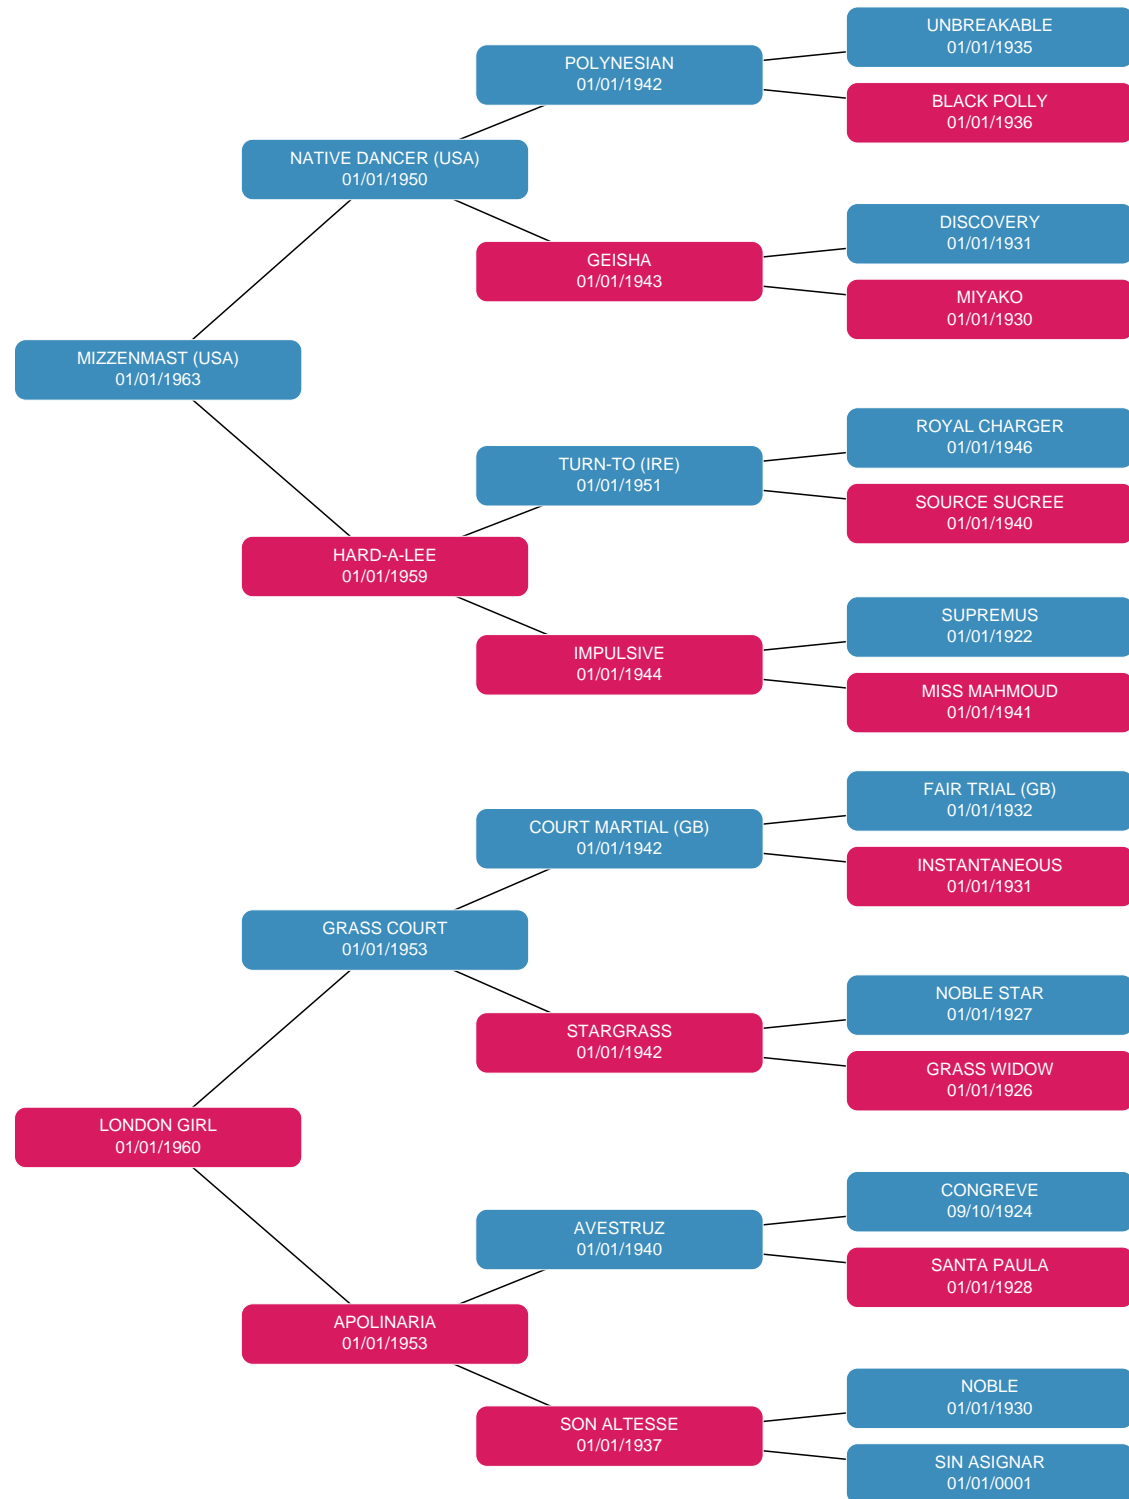 UNBREAKABLE
01/01/1935
POLYNESIAN
01/01/1942
BLACK POLLY
01/01/1936
NATIVE DANCER (USA)
01/01/1950
DISCOVERY
01/01/1931
GEISHA
01/01/1943
MIYAKO
01/01/1930
MIZZENMAST (USA)
01/01/1963
ROYAL CHARGER
01/01/1946
TURN-TO (IRE)
01/01/1951
SOURCE SUCREE
01/01/1940
HARD-A-LEE
01/01/1959
SUPREMUS
01/01/1922
IMPULSIVE
01/01/1944
MISS MAHMOUD
01/01/1941
FAIR TRIAL (GB)
01/01/1932
COURT MARTIAL (GB)
01/01/1942
INSTANTANEOUS
01/01/1931
GRASS COURT
01/01/1953
NOBLE STAR
01/01/1927
STARGRASS
01/01/1942
GRASS WIDOW
01/01/1926
LONDON GIRL
01/01/1960
CONGREVE
09/10/1924
AVESTRUZ
01/01/1940
SANTA PAULA
01/01/1928
APOLINARIA
01/01/1953
NOBLE
01/01/1930
SON ALTESSE
01/01/1937
SIN ASIGNAR
01/01/0001